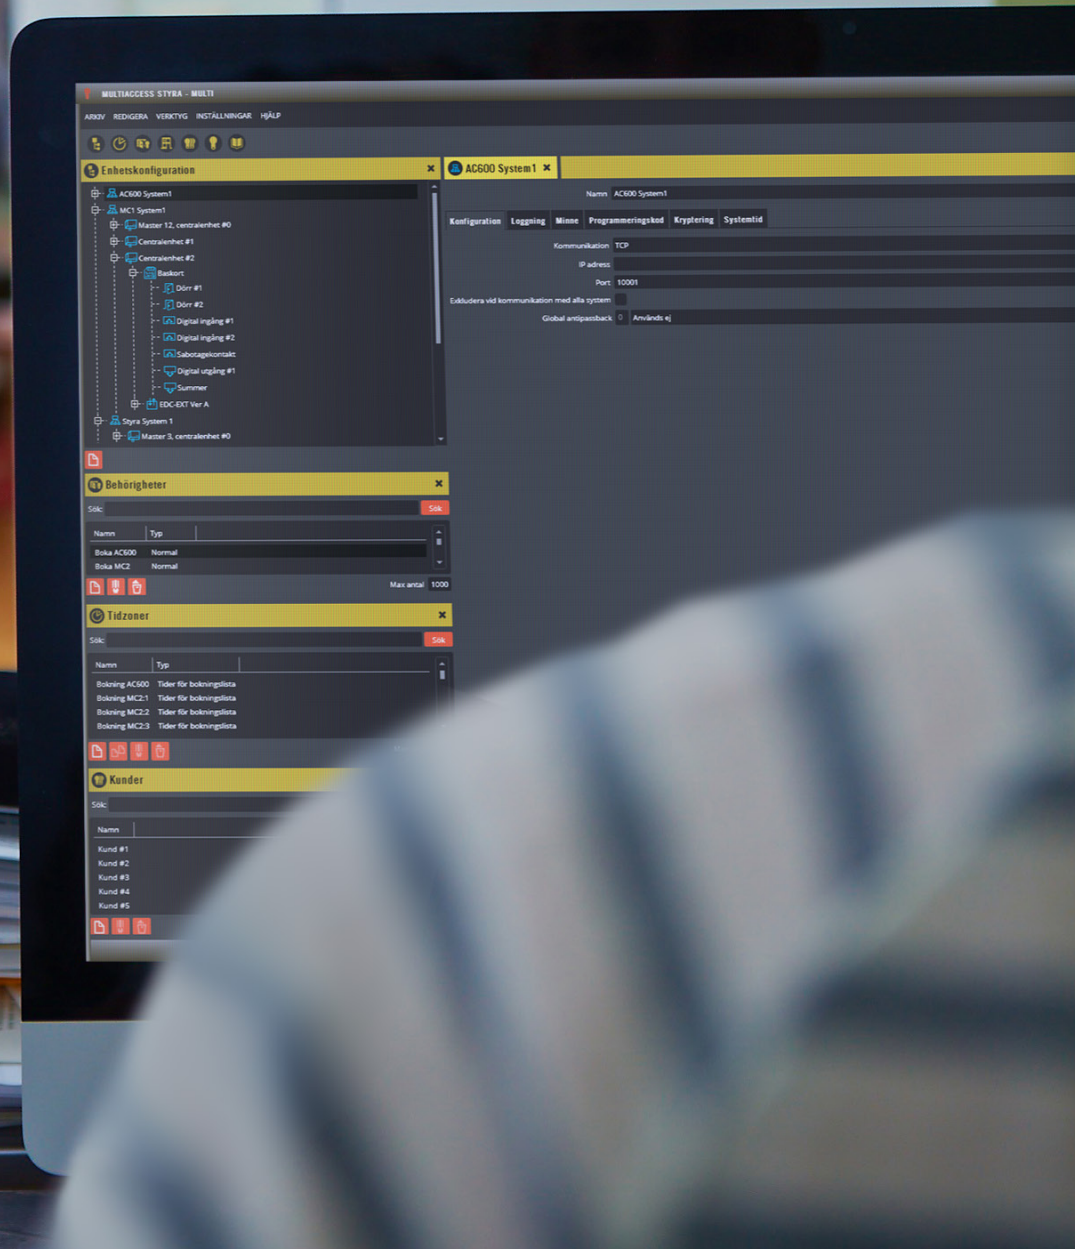 MULTIACCESS STYRA - MULTI
ARKIV REDIGERA VERKTYG INSTÄLLNINGAR HJÄLP
Enhetskonfiguration
AC600 System1
MC1 System1
Master 12, centralenhet #0
Centralenhet #1
Centralenhet #2
Baskort
Dörr #1
Dörr #2
Digital ingång #1
Digital ingång #2
Sabotagekontakt
Digital utgång #1
Summer
EDC-EXT Ver A
Styra System 1
Master 3, centralenhet #0
AC600 System1
Namn AC600 System1
Konfiguration Loggning Minne Programmeringskod Kryptering Systemtid
Kommunikation TCP
IP adress
Port 10001
Exkludera vid kommunikation med alla system
Global antipassback 0 Används ej
Behörigheter
Sök: Sök
Namn Typ
Boka AC600 Normal
Boka MC2 Normal
Max antal 1000
Tidzoner
Sök: Sök
Namn Typ
Bokning AC600 Tider för bokningslista
Bokning MC2:1 Tider för bokningslista
Bokning MC2:2 Tider för bokningslista
Bokning MC2:3 Tider för bokningslista
Kunder
Sök:
Namn
Kund #1
Kund #2
Kund #3
Kund #4
Kund #5